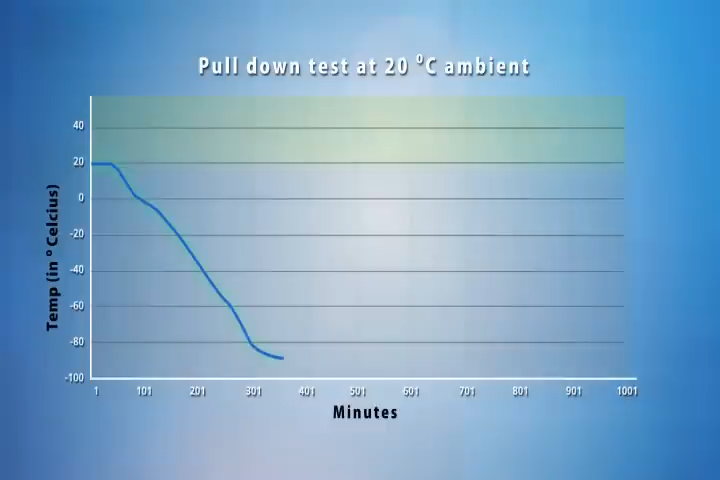 Pull down test at 20 °C ambient
Temp (in º Celcius)
40
20
0
-20
-40
-60
-80
-100
1 101 201 301 401 501 601 701 801 901 1001
Minutes